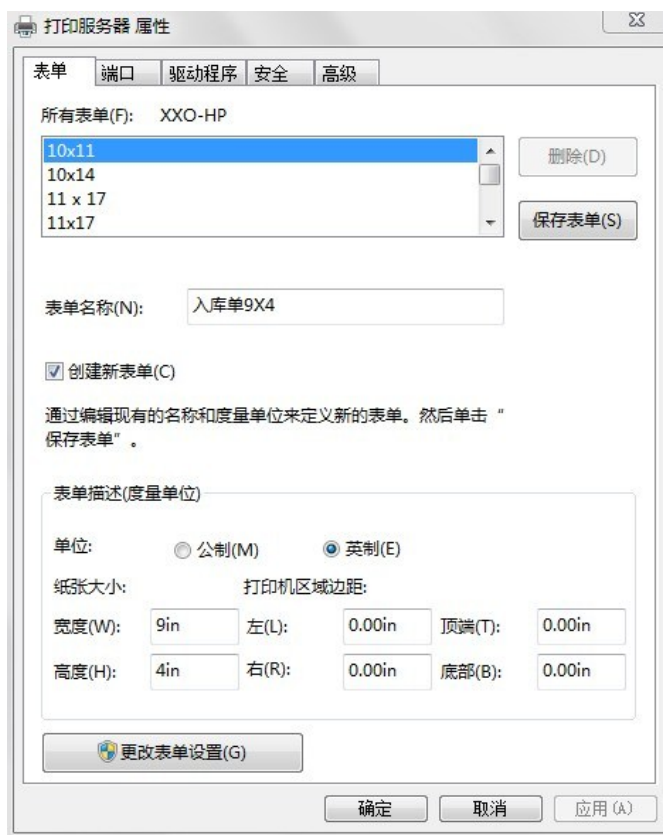 打印服务器 属性
表单 端口 驱动程序 安全 高级
所有表单(F): XXO-HP
10x11
10x14
11 x 17
11x17
删除(D)
保存表单(S)
表单名称(N): 入库单9X4
创建新表单(C)
通过编辑现有的名称和度量单位来定义新的表单。然后单击“
保存表单”。
表单描述(度量单位)
单位: 公制(M) 英制(E)
纸张大小: 打印机区域边距:
宽度(W): 9in 左(L): 0.00in 顶端(T): 0.00in
高度(H): 4in 右(R): 0.00in 底部(B): 0.00in
更改表单设置(G)
确定 取消 应用(A)